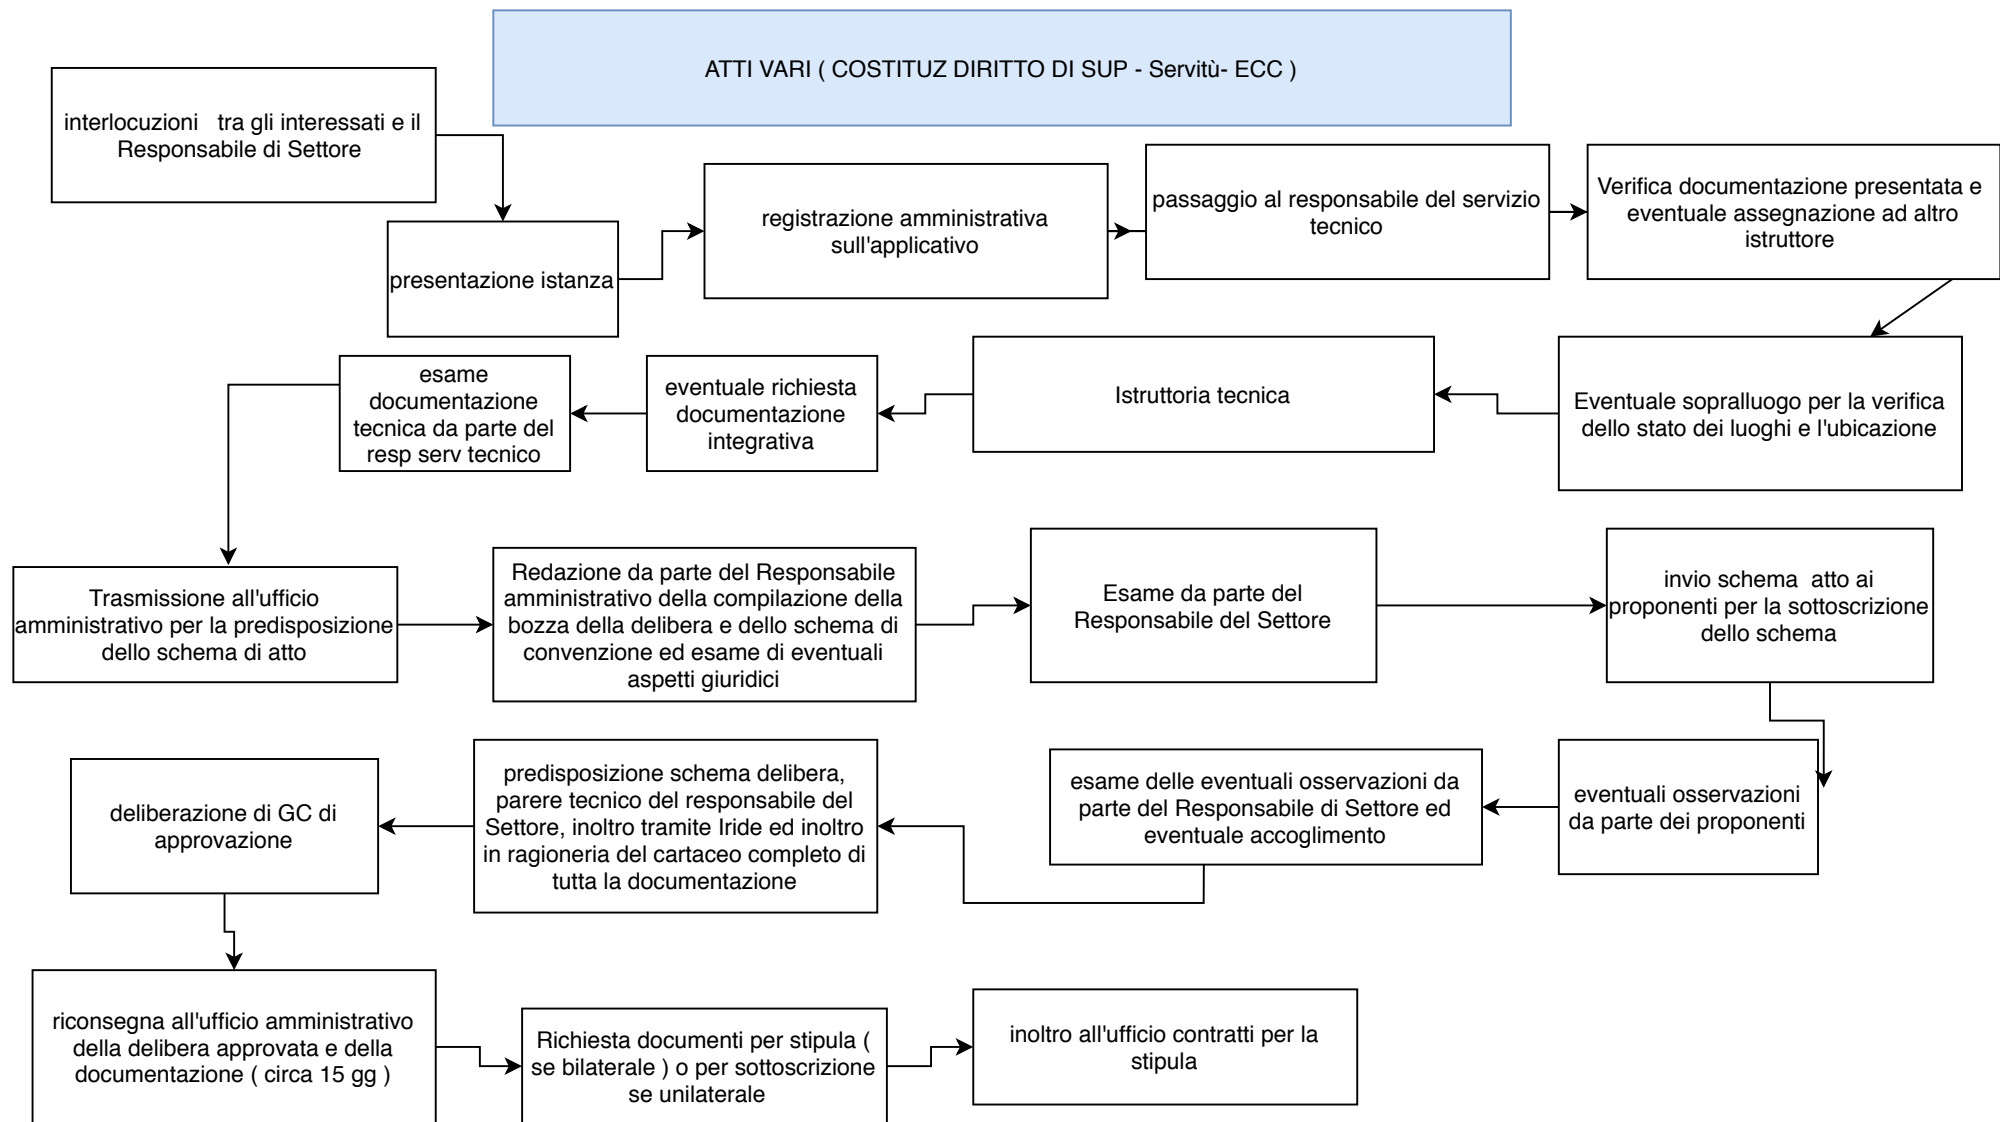 ATTI VARI ( COSTITUZ DIRITTO DI SUP - Servitù- ECC )
interlocuzioni   tra gli interessati e il
Responsabile di Settore
presentazione istanza
registrazione amministrativa
sull'applicativo
passaggio al responsabile del servizio
tecnico
Verifica documentazione presentata e
eventuale assegnazione ad altro
istruttore
Eventuale sopralluogo per la verifica
dello stato dei luoghi e l'ubicazione
Istruttoria tecnica
eventuale richiesta
documentazione
integrativa
esame
documentazione
tecnica da parte del
resp serv tecnico
Trasmissione all'ufficio
amministrativo per la predisposizione
dello schema di atto
Redazione da parte del Responsabile
amministrativo della compilazione della
bozza della delibera e dello schema di
convenzione ed esame di eventuali
aspetti giuridici
Esame da parte del
Responsabile del Settore
invio schema  atto ai
proponenti per la sottoscrizione
dello schema
eventuali osservazioni
da parte dei proponenti
esame delle eventuali osservazioni da
parte del Responsabile di Settore ed
eventuale accoglimento
predisposizione schema delibera,
parere tecnico del responsabile del
Settore, inoltro tramite Iride ed inoltro
in ragioneria del cartaceo completo di
tutta la documentazione
deliberazione di GC di
approvazione
riconsegna all'ufficio amministrativo
della delibera approvata e della
documentazione ( circa 15 gg )
Richiesta documenti per stipula (
se bilaterale ) o per sottoscrizione
se unilaterale
inoltro all'ufficio contratti per la
stipula